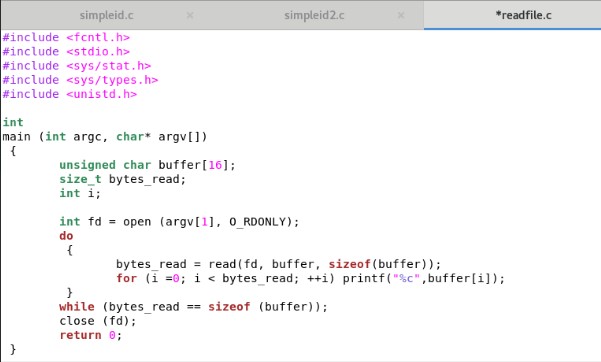 simpleid.c × simpleid2.c × *readfile.c
#include <fcntl.h>
#include <stdio.h>
#include <sys/stat.h>
#include <sys/types.h>
#include <unistd.h>

int
main (int argc, char* argv[])
 {
        unsigned char buffer[16];
        size_t bytes_read;
        int i;

        int fd = open (argv[1], O_RDONLY);
        do
         {
                bytes_read = read(fd, buffer, sizeof(buffer));
                for (i =0; i < bytes_read; ++i) printf("%c",buffer[i]);
         }
        while (bytes_read == sizeof (buffer));
        close (fd);
        return 0;
 }